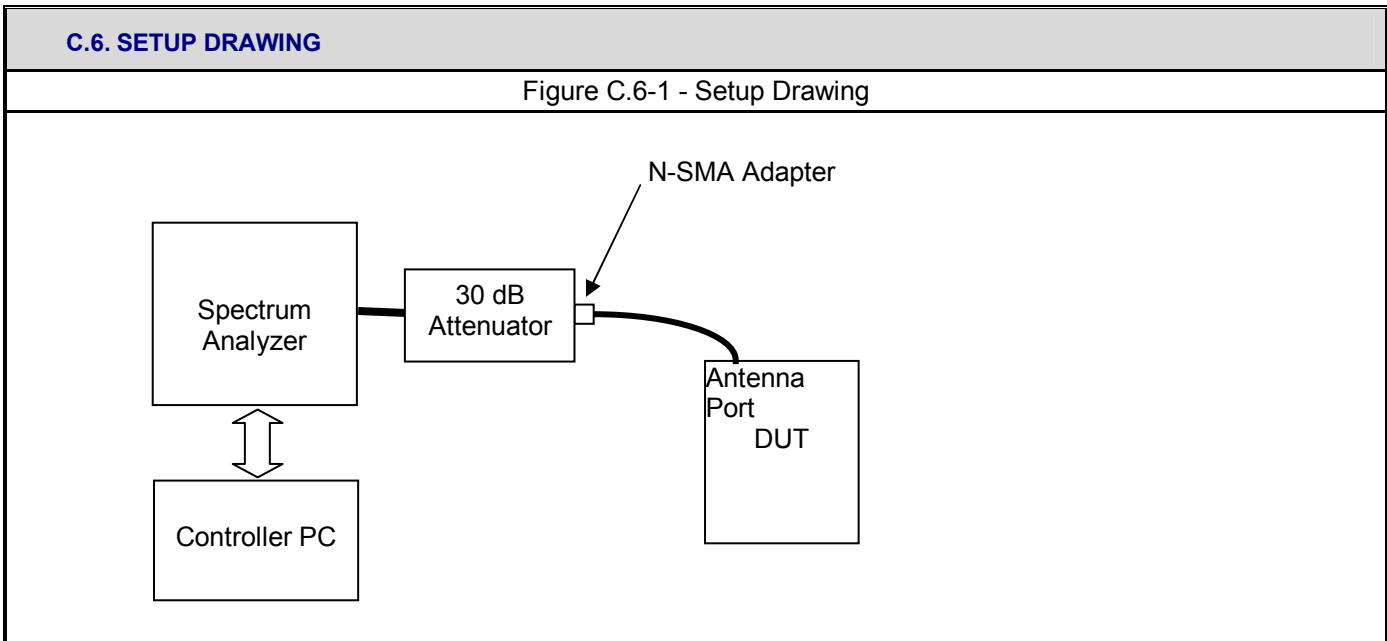 C.6. SETUP DRAWING
Figure C.6-1 - Setup Drawing
N-SMA Adapter
Spectrum
Analyzer
30 dB
Attenuator
Antenna
Port
DUT
Controller PC